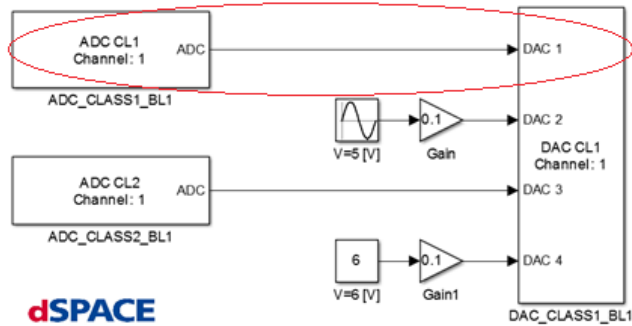 ADC CL1
Channel: 1
ADC
ADC_CLASS1_BL1
DAC 1
V=5 [V]
0.1
Gain
DAC 2
DAC CL1
Channel: 1
ADC CL2
Channel: 1
ADC
ADC_CLASS2_BL1
DAC 3
6
V=6 [V]
0.1
Gain1
DAC 4
DAC_CLASS1_BL1
dSPACE